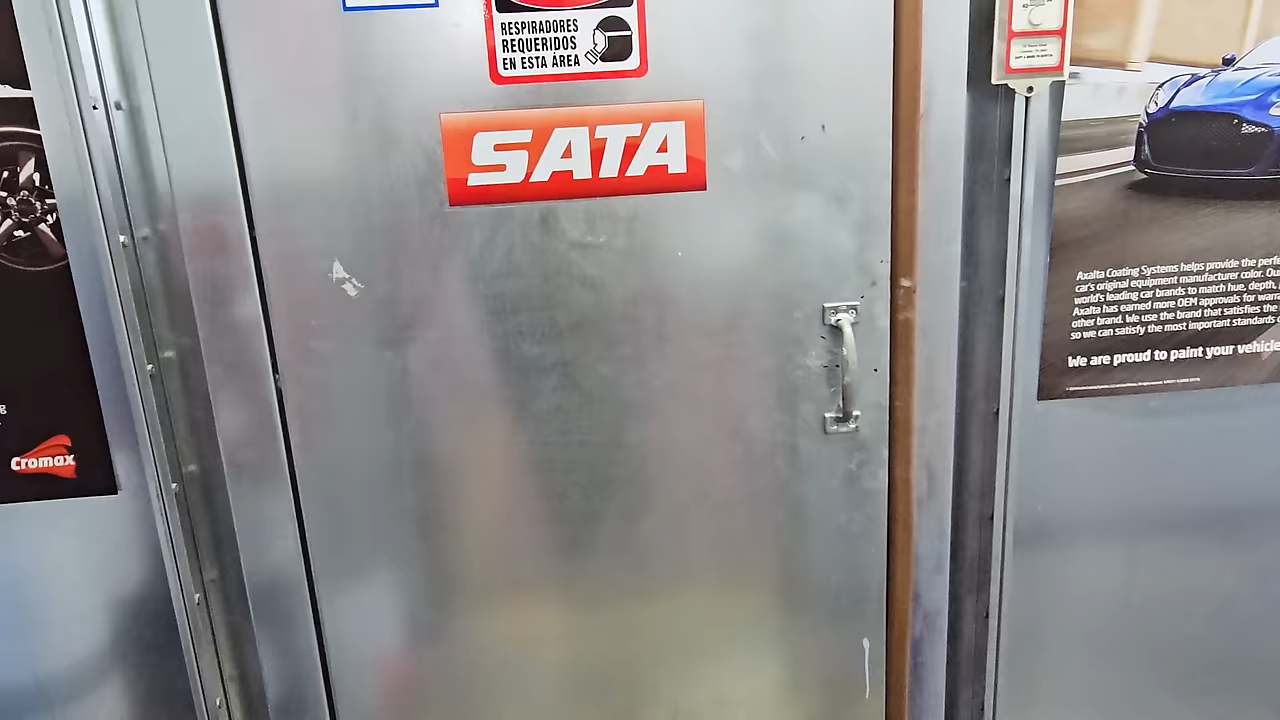 RESPIRADORES
REQUERIDOS
EN ESTA ÁREA
SATA
Cromax
Axalta Coating Systems helps provide the perfe
car's original equipment manufacturer color. Ou
world's leading car brands to match hue, depth,
Axalta has earned more OEM approvals for war
other brand. We use the brand that satisfies the
so we can satisfy the most important standards
We are proud to paint your vehicle